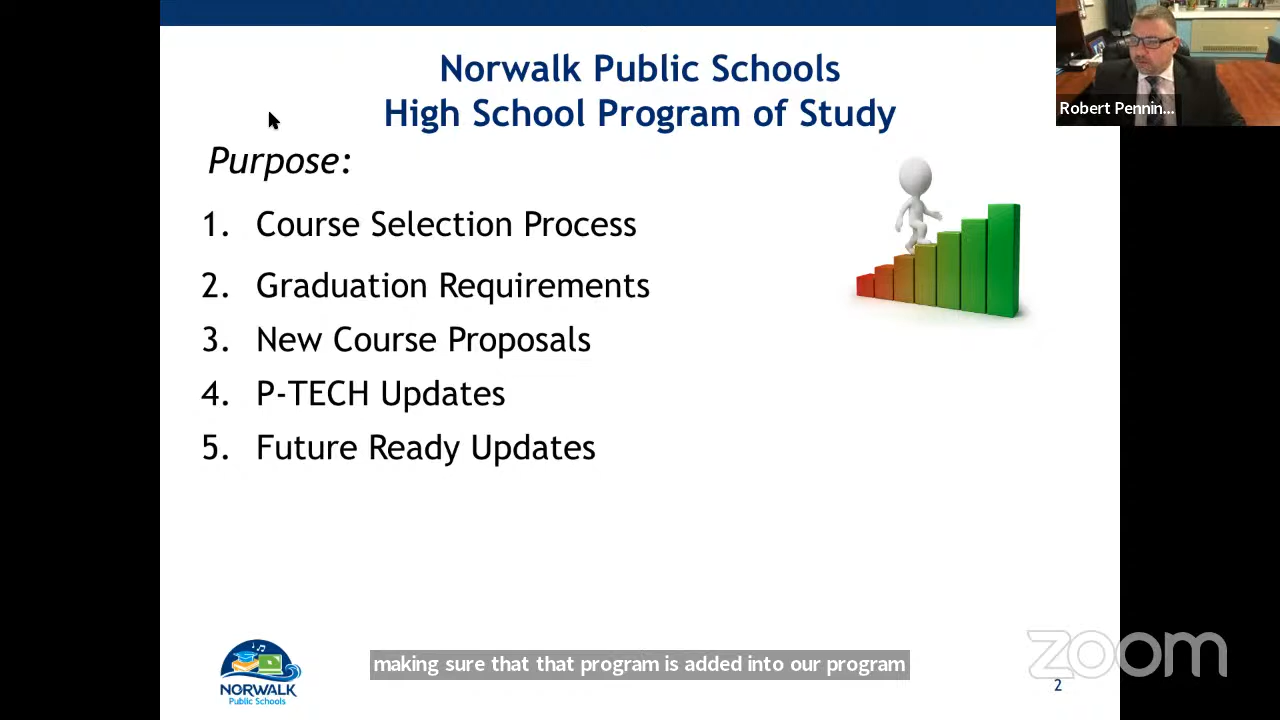 Norwalk Public Schools
High School Program of Study
Robert Pennin...
Purpose:
1. Course Selection Process
2. Graduation Requirements
3. New Course Proposals
4. P-TECH Updates
5. Future Ready Updates
NORWALK
Public Schools
making sure that that program is added into our program
zoom
2